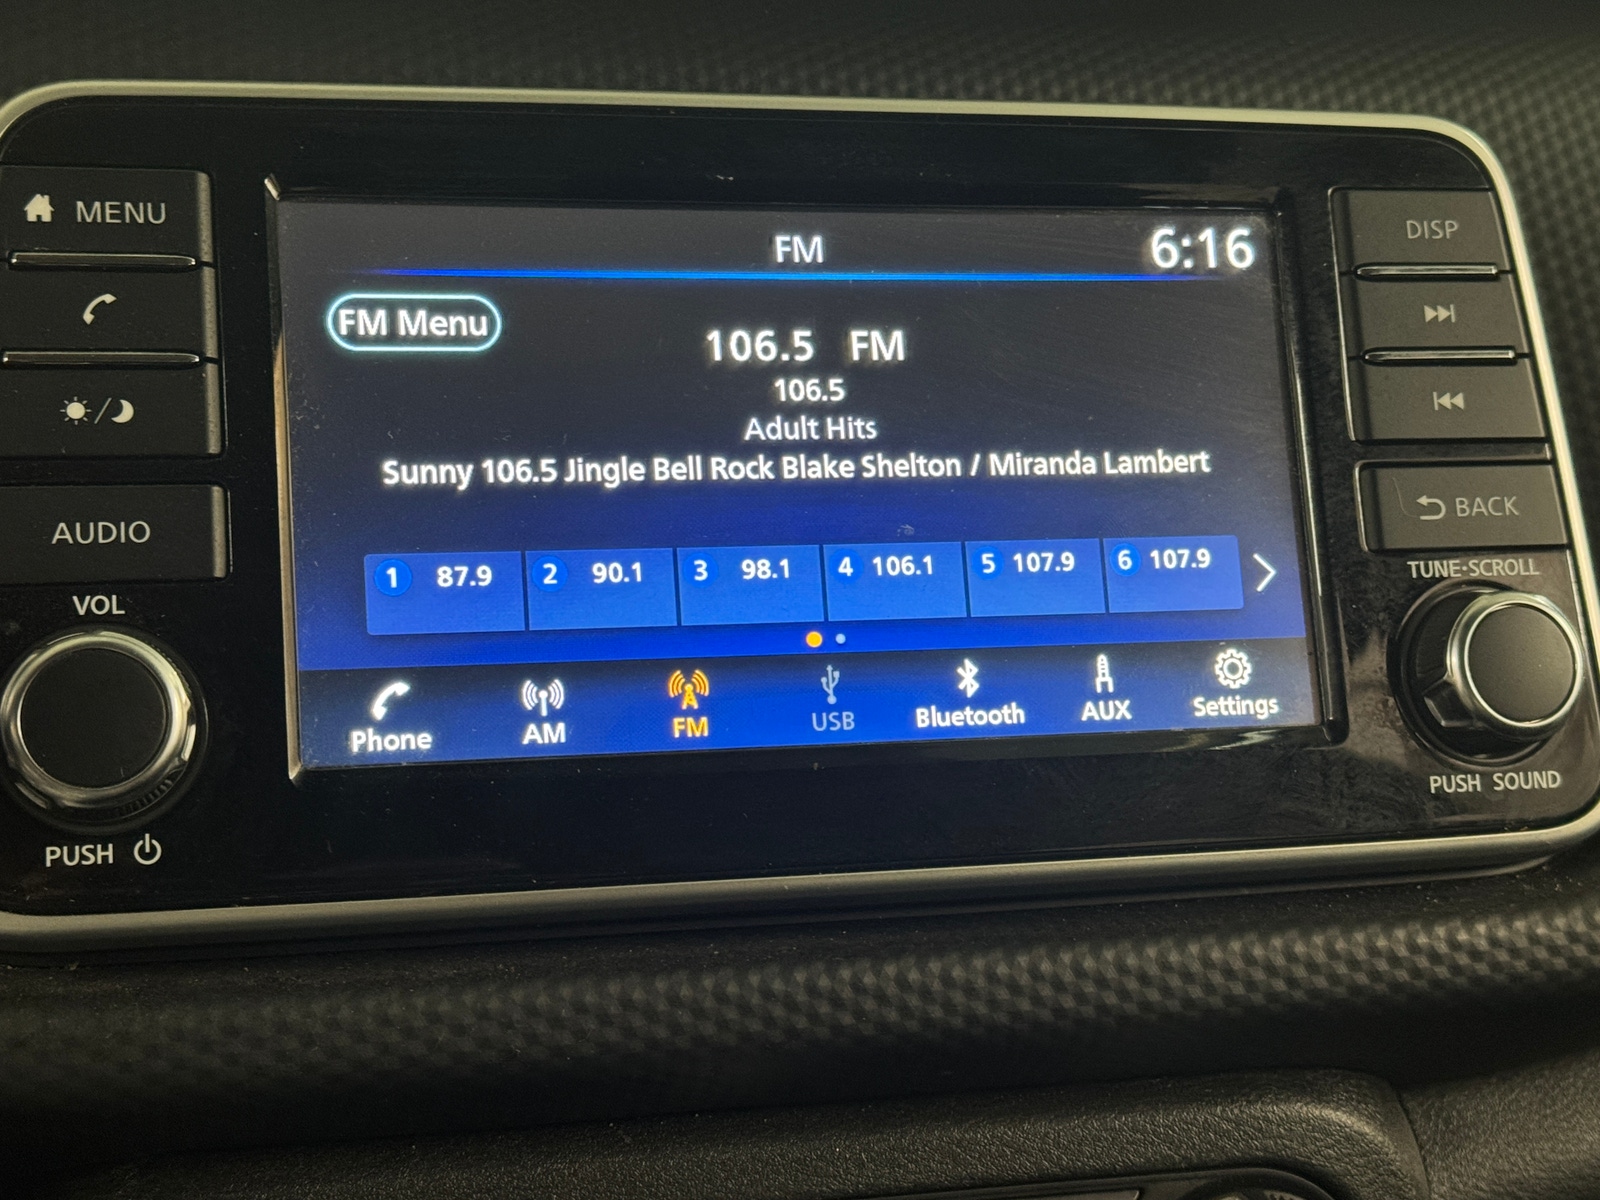 MENU
AUDIO
VOL
PUSH
FM
6:16
FM Menu
106.5 FM
106.5
Adult Hits
Sunny 106.5 Jingle Bell Rock Blake Shelton / Miranda Lambert
1 87.9
2 90.1
3 98.1
4 106.1
5 107.9
6 107.9
Phone
AM
FM
USB
Bluetooth
AUX
Settings
DISP
BACK
TUNE·SCROLL
PUSH SOUND